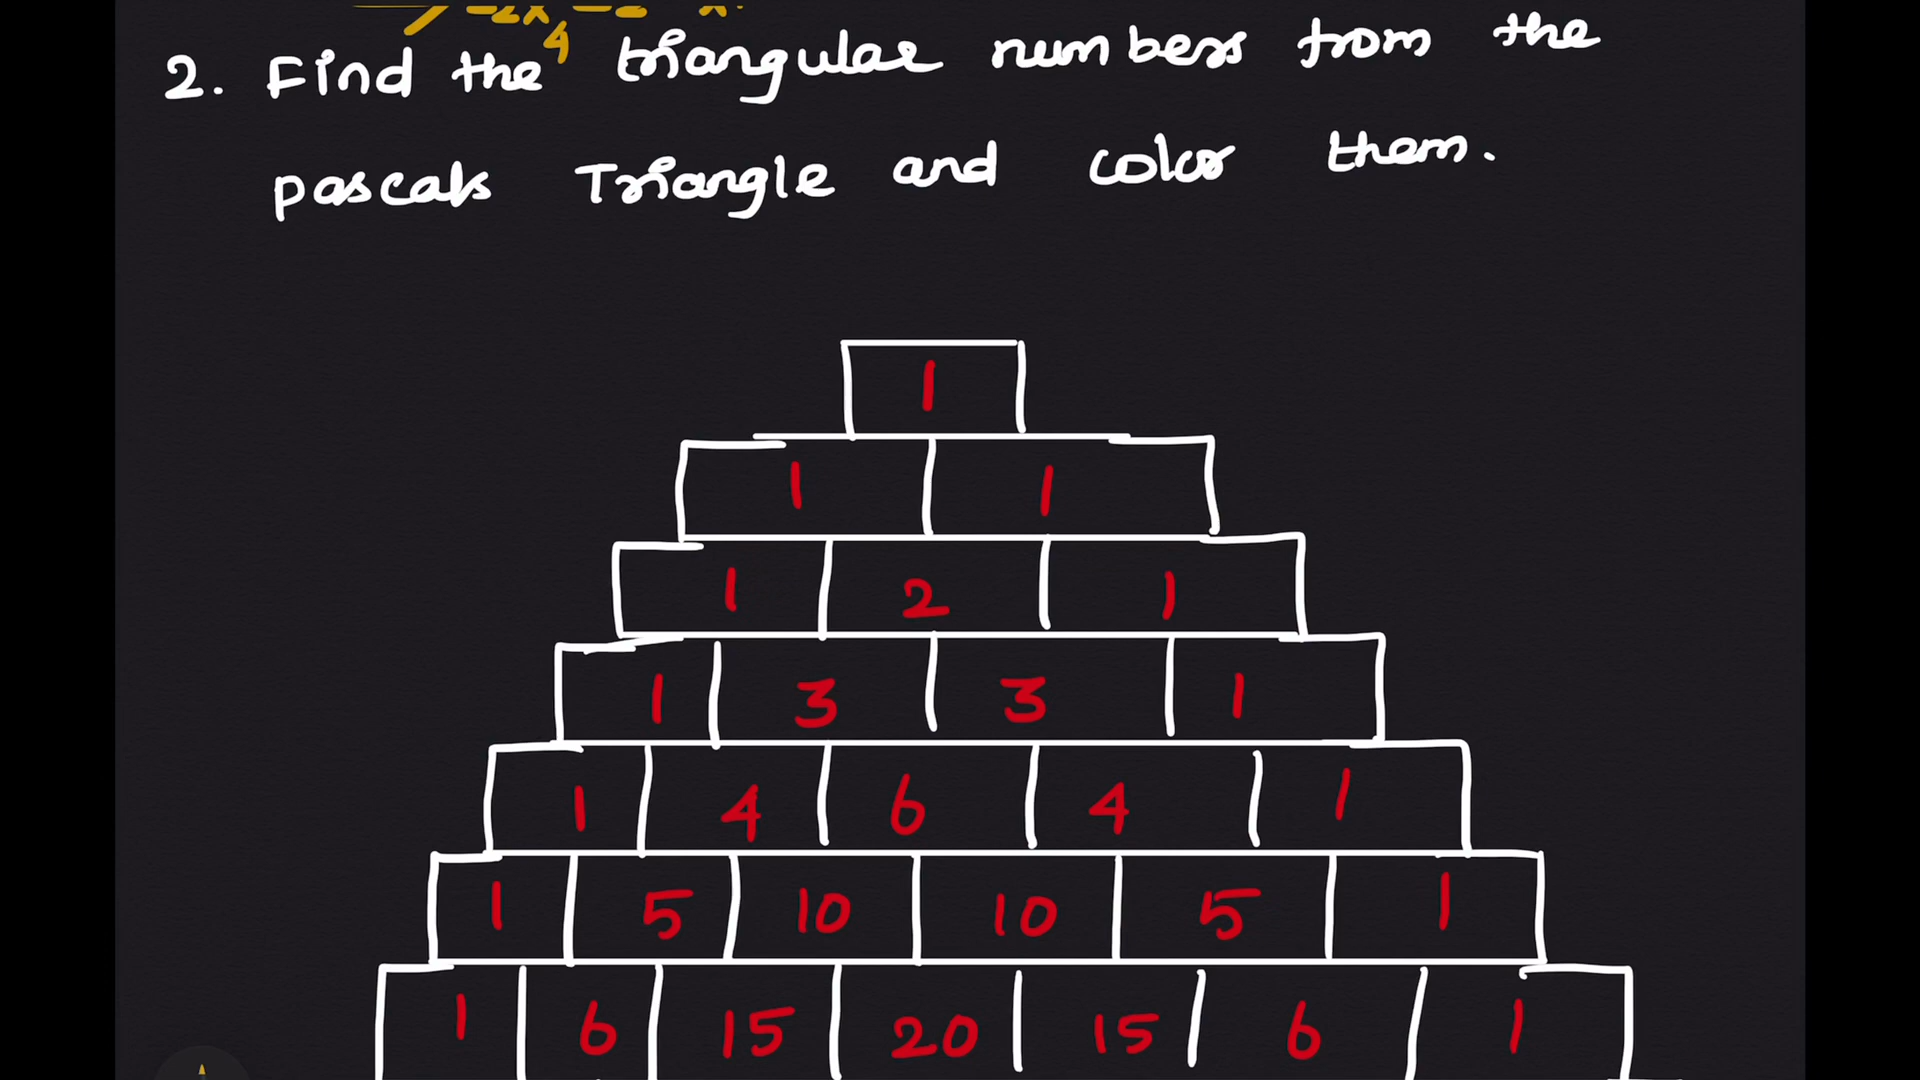 2. Find the triangular numbers from the
pascals Triangle and color them.
1
1 1
1 2 1
1 3 3 1
1 4 6 4 1
1 5 10 10 5 1
1 6 15 20 15 6 1